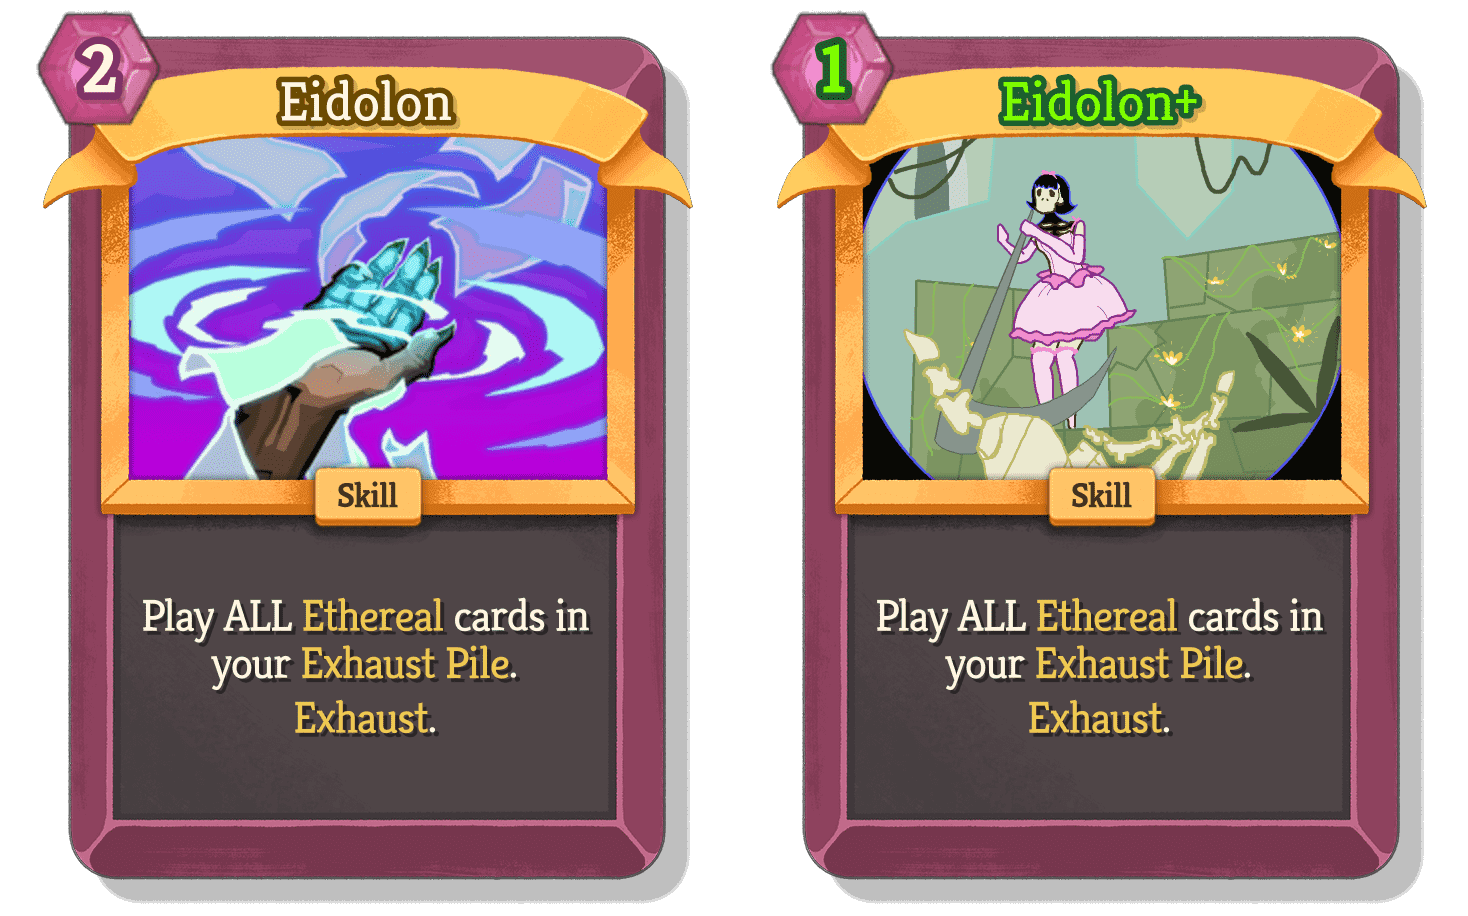 2
Eidolon
Skill
Play ALL Ethereal cards in
your Exhaust Pile.
Exhaust.
1
Eidolon+
Skill
Play ALL Ethereal cards in
your Exhaust Pile.
Exhaust.